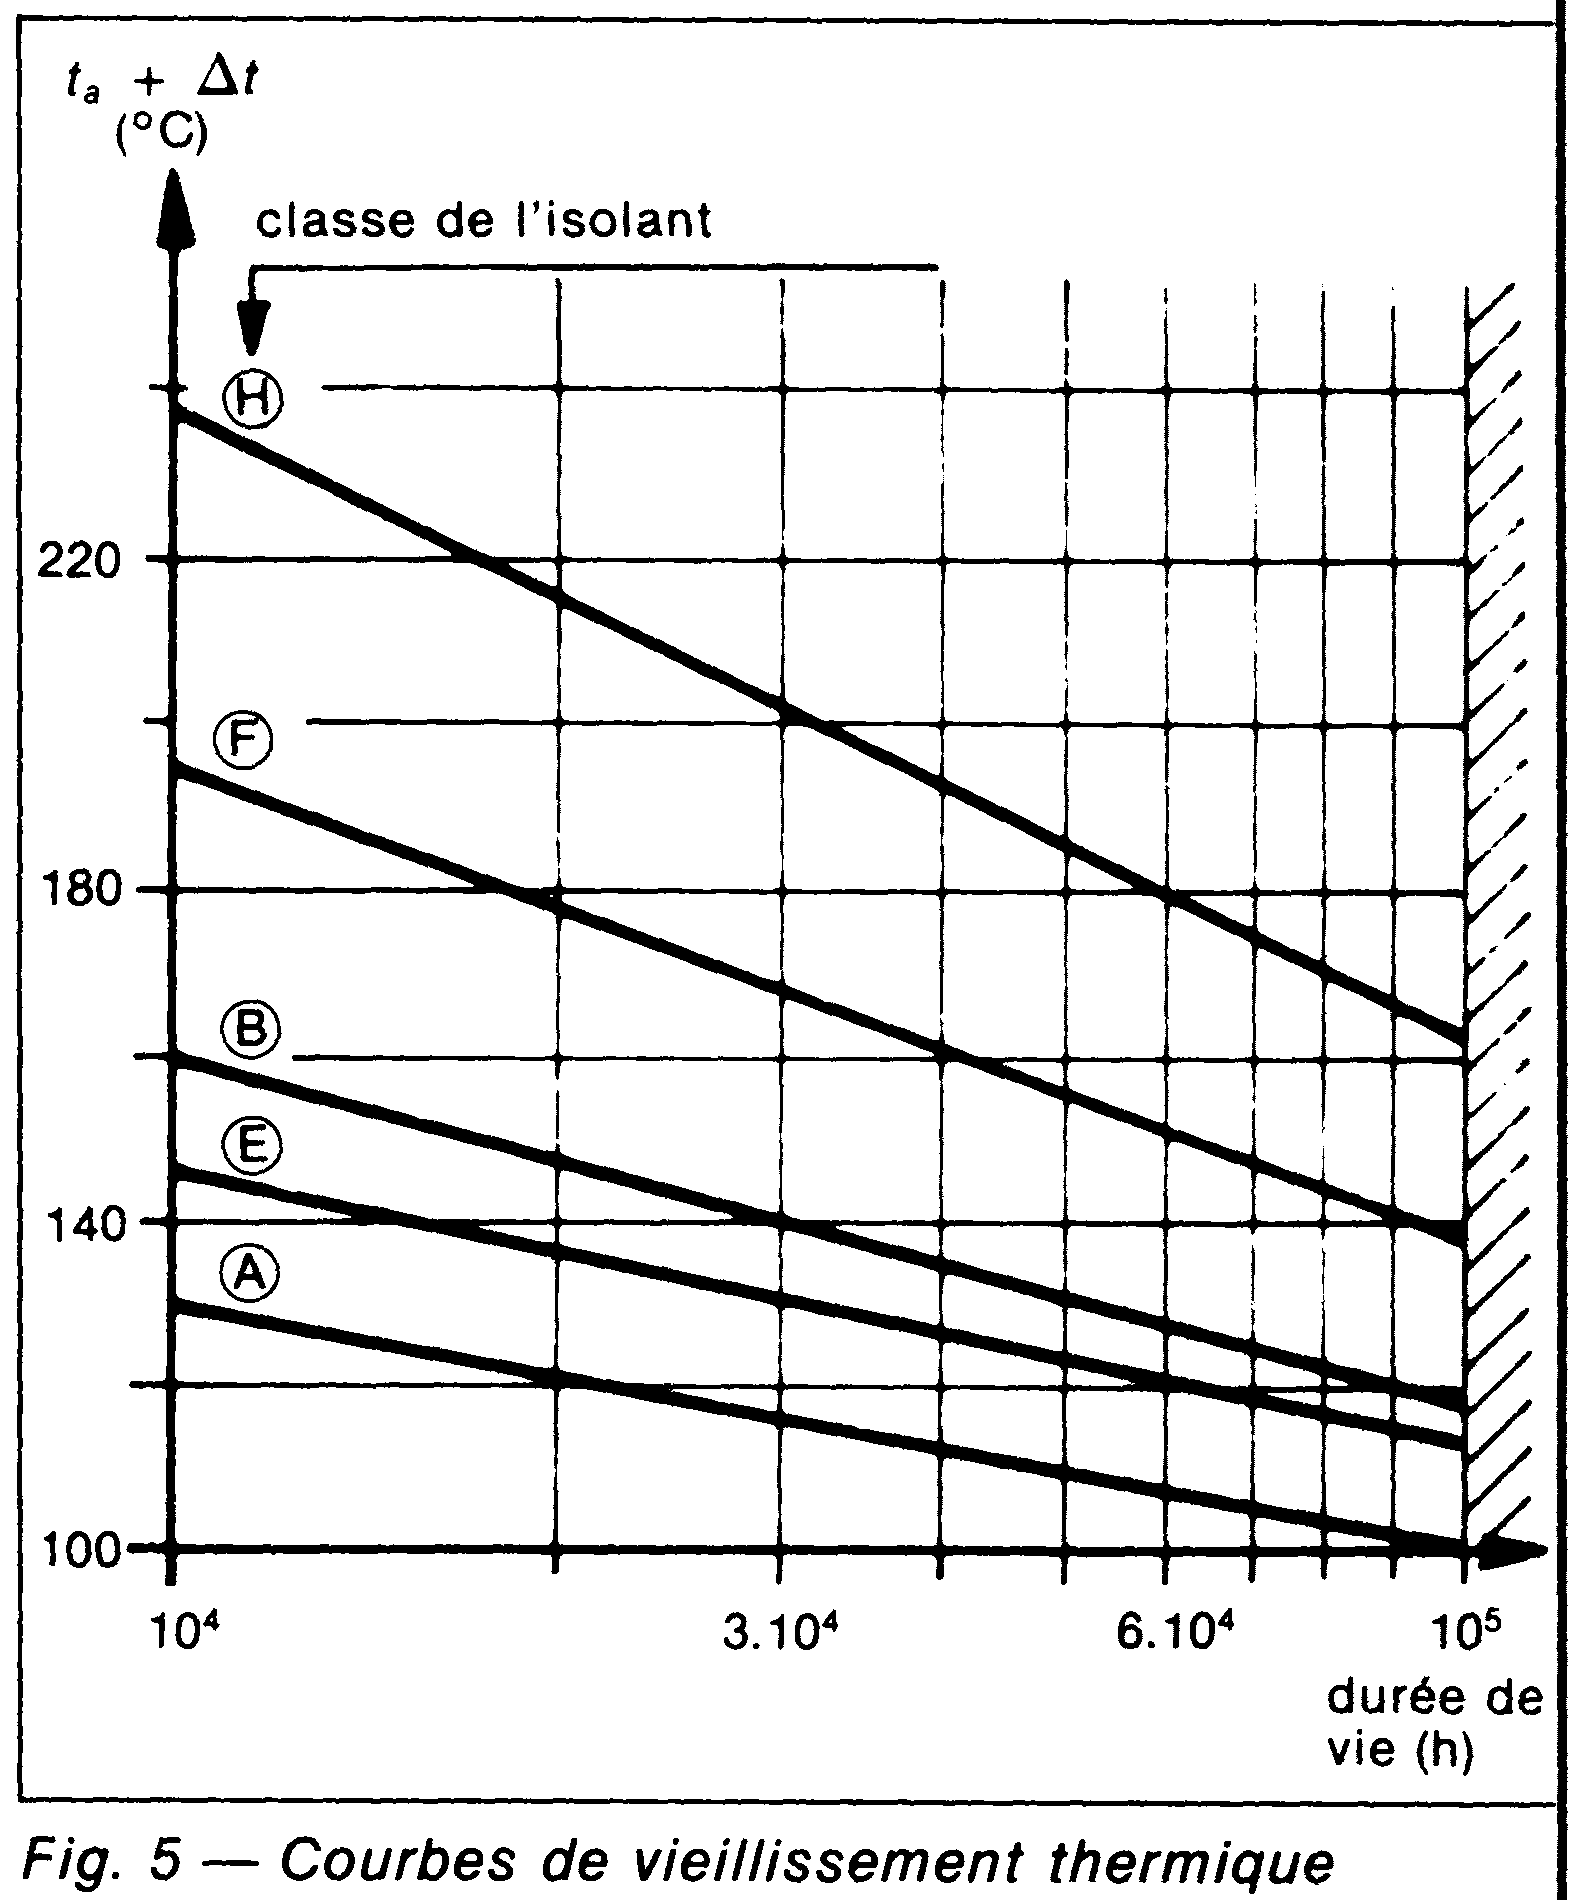 tₐ + Δt
(°C)
classe de l'isolant
H
220
F
180
B
E
140
A
100
10⁴ 3.10⁴ 6.10⁴ 10⁵
durée de
vie (h)
Fig. 5 — Courbes de vieillissement thermique